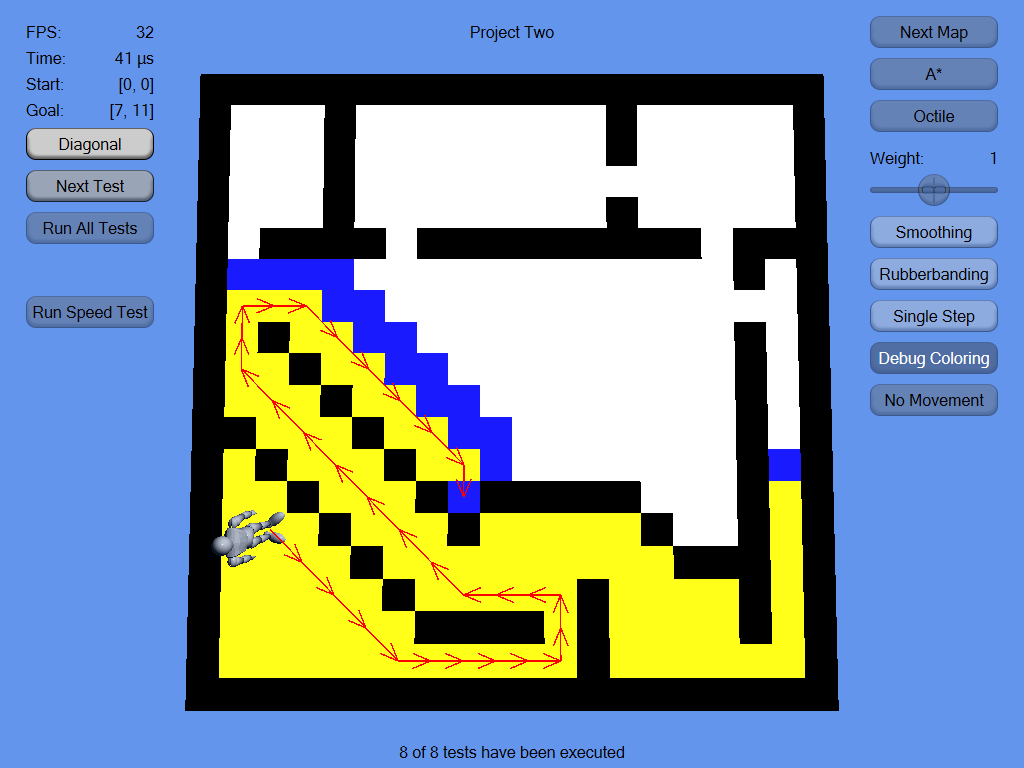 FPS: 32
Time: 41 µs
Start: [0, 0]
Goal: [7, 11]
Diagonal
Next Test
Run All Tests
Run Speed Test
Project Two
Next Map
A*
Octile
Weight: 1
Smoothing
Rubberbanding
Single Step
Debug Coloring
No Movement
8 of 8 tests have been executed